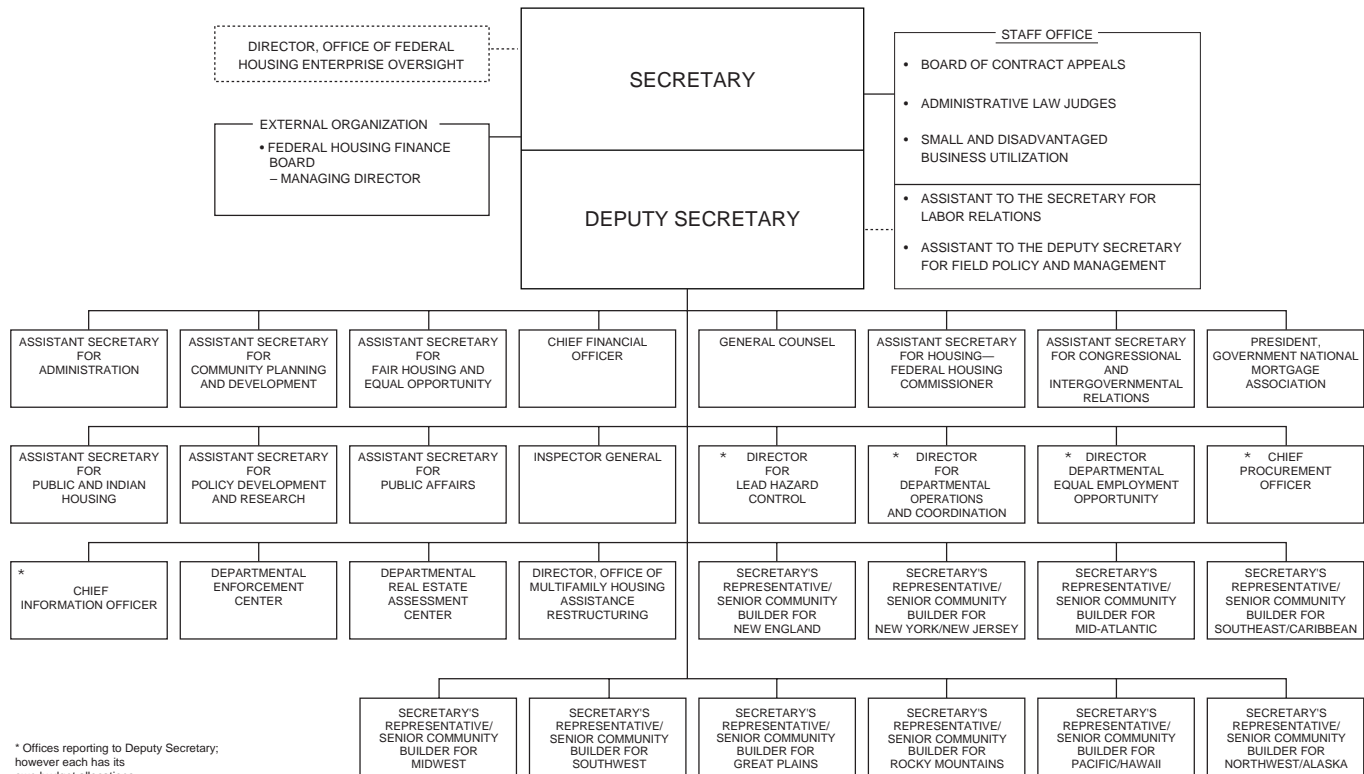 DIRECTOR, OFFICE OF FEDERAL
HOUSING ENTERPRISE OVERSIGHT
EXTERNAL ORGANIZATION
• FEDERAL HOUSING FINANCE
BOARD
– MANAGING DIRECTOR
SECRETARY
DEPUTY SECRETARY
STAFF OFFICE
• BOARD OF CONTRACT APPEALS
• ADMINISTRATIVE LAW JUDGES
• SMALL AND DISADVANTAGED
BUSINESS UTILIZATION
• ASSISTANT TO THE SECRETARY FOR
LABOR RELATIONS
• ASSISTANT TO THE DEPUTY SECRETARY
FOR FIELD POLICY AND MANAGEMENT
ASSISTANT SECRETARY
FOR
ADMINISTRATION
ASSISTANT SECRETARY
FOR
COMMUNITY PLANNING
AND DEVELOPMENT
ASSISTANT SECRETARY
FOR
FAIR HOUSING AND
EQUAL OPPORTUNITY
CHIEF FINANCIAL
OFFICER
GENERAL COUNSEL
ASSISTANT SECRETARY
FOR HOUSING—
FEDERAL HOUSING
COMMISSIONER
ASSISTANT SECRETARY
FOR CONGRESSIONAL
AND
INTERGOVERNMENTAL
RELATIONS
PRESIDENT,
GOVERNMENT NATIONAL
MORTGAGE
ASSOCIATION
ASSISTANT SECRETARY
FOR
PUBLIC AND INDIAN
HOUSING
ASSISTANT SECRETARY
FOR
POLICY DEVELOPMENT
AND RESEARCH
ASSISTANT SECRETARY
FOR
PUBLIC AFFAIRS
INSPECTOR GENERAL
* DIRECTOR
FOR
LEAD HAZARD
CONTROL
* DIRECTOR
FOR
DEPARTMENTAL
OPERATIONS
AND COORDINATION
* DIRECTOR
DEPARTMENTAL
EQUAL EMPLOYMENT
OPPORTUNITY
* CHIEF
PROCUREMENT
OFFICER
*
CHIEF
INFORMATION OFFICER
DEPARTMENTAL
ENFORCEMENT
CENTER
DEPARTMENTAL
REAL ESTATE
ASSESSMENT
CENTER
DIRECTOR, OFFICE OF
MULTIFAMILY HOUSING
ASSISTANCE
RESTRUCTURING
SECRETARY'S
REPRESENTATIVE/
SENIOR COMMUNITY
BUILDER FOR
NEW ENGLAND
SECRETARY'S
REPRESENTATIVE/
SENIOR COMMUNITY
BUILDER FOR
NEW YORK/NEW JERSEY
SECRETARY'S
REPRESENTATIVE/
SENIOR COMMUNITY
BUILDER FOR
MID-ATLANTIC
SECRETARY'S
REPRESENTATIVE/
SENIOR COMMUNITY
BUILDER FOR
SOUTHEAST/CARIBBEAN
SECRETARY'S
REPRESENTATIVE/
SENIOR COMMUNITY
BUILDER FOR
MIDWEST
SECRETARY'S
REPRESENTATIVE/
SENIOR COMMUNITY
BUILDER FOR
SOUTHWEST
SECRETARY'S
REPRESENTATIVE/
SENIOR COMMUNITY
BUILDER FOR
GREAT PLAINS
SECRETARY'S
REPRESENTATIVE/
SENIOR COMMUNITY
BUILDER FOR
ROCKY MOUNTAINS
SECRETARY'S
REPRESENTATIVE/
SENIOR COMMUNITY
BUILDER FOR
PACIFIC/HAWAII
SECRETARY'S
REPRESENTATIVE/
SENIOR COMMUNITY
BUILDER FOR
NORTHWEST/ALASKA
* Offices reporting to Deputy Secretary;
however each has its